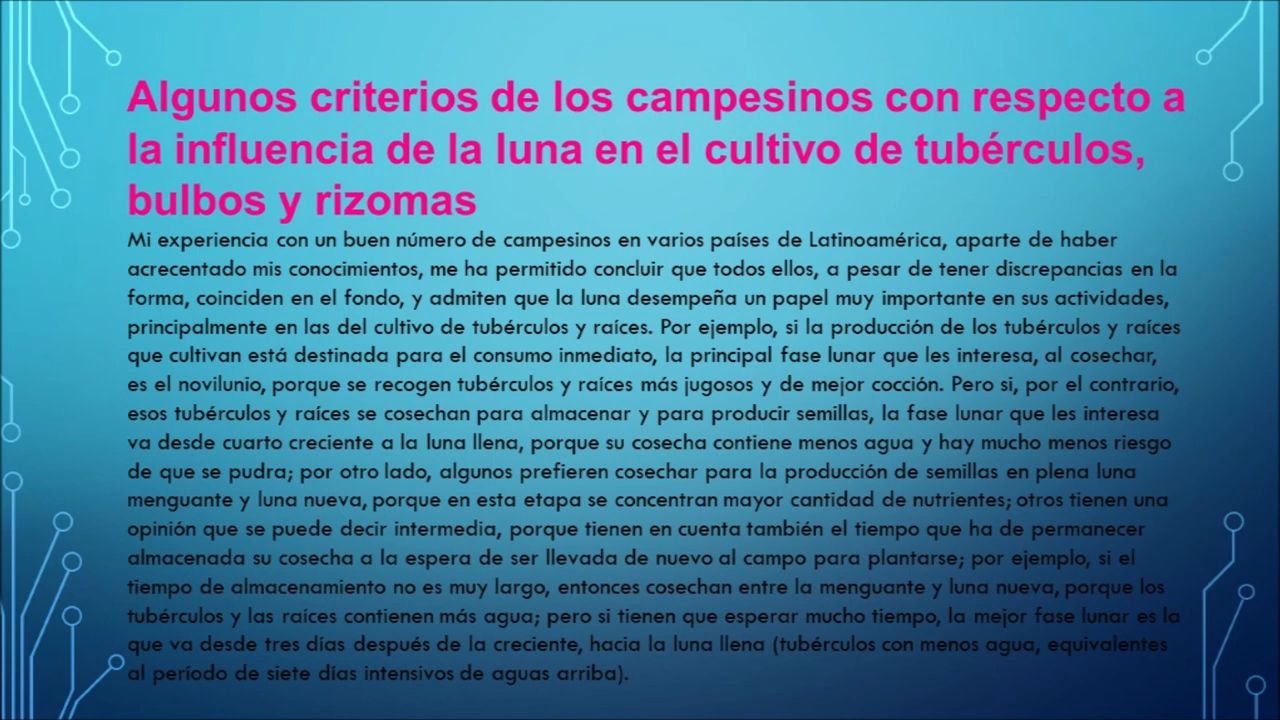 Algunos criterios de los campesinos con respecto a
la influencia de la luna en el cultivo de tubérculos,
bulbos y rizomas
Mi experiencia con un buen número de campesinos en varios países de Latinoamérica, aparte de haber
acrecentado mis conocimientos, me ha permitido concluir que todos ellos, a pesar de tener discrepancias en la
forma, coinciden en el fondo, y admiten que la luna desempeña un papel muy importante en sus actividades,
principalmente en las del cultivo de tubérculos y raíces. Por ejemplo, si la producción de los tubérculos y raíces
que cultivan está destinada para el consumo inmediato, la principal fase lunar que les interesa, al cosechar,
es el novilunio, porque se recogen tubérculos y raíces más jugosos y de mejor cocción. Pero si, por el contrario,
esos tubérculos y raíces se cosechan para almacenar y para producir semillas, la fase lunar que les interesa
va desde cuarto creciente a la luna llena, porque su cosecha contiene menos agua y hay mucho menos riesgo
de que se pudra; por otro lado, algunos prefieren cosechar para la producción de semillas en plena luna
menguante y luna nueva, porque en esta etapa se concentran mayor cantidad de nutrientes; otros tienen una
opinión que se puede decir intermedia, porque tienen en cuenta también el tiempo que ha de permanecer
almacenada su cosecha a la espera de ser llevada de nuevo al campo para plantarse; por ejemplo, si el
tiempo de almacenamiento no es muy largo, entonces cosechan entre la menguante y luna nueva, porque los
tubérculos y las raíces contienen más agua; pero si tienen que esperar mucho tiempo, la mejor fase lunar es la
que va desde tres días después de la creciente, hacia la luna llena (tubérculos con menos agua, equivalentes
al período de siete días intensivos de aguas arriba).